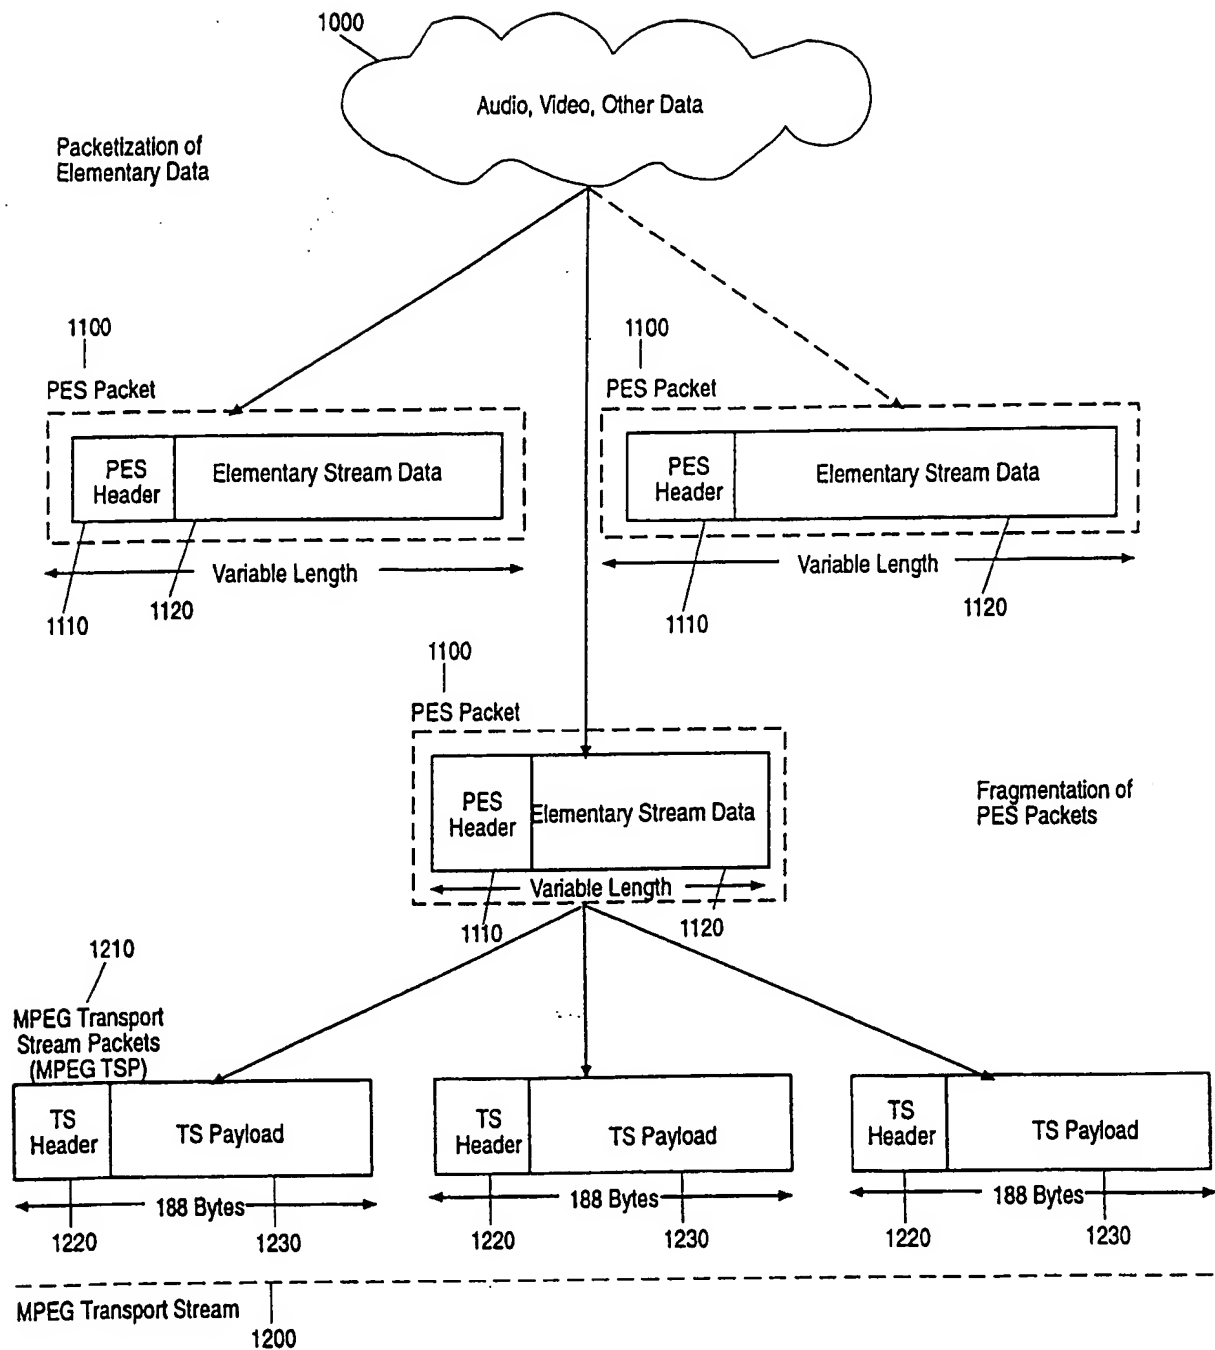 1000
Audio, Video, Other Data
Packetization of
Elementary Data
1100
PES Packet
PES
Header
Elementary Stream Data
Variable Length
1110
1120
1100
PES Packet
PES
Header
Elementary Stream Data
Variable Length
1110
1120
1100
PES Packet
PES
Header
Elementary Stream Data
Variable Length
1110
1120
Fragmentation of
PES Packets
1210
MPEG Transport
Stream Packets
(MPEG TSP)
TS
Header
TS Payload
188 Bytes
1220
1230
TS
Header
TS Payload
188 Bytes
1220
1230
TS
Header
TS Payload
188 Bytes
1220
1230
MPEG Transport Stream
1200